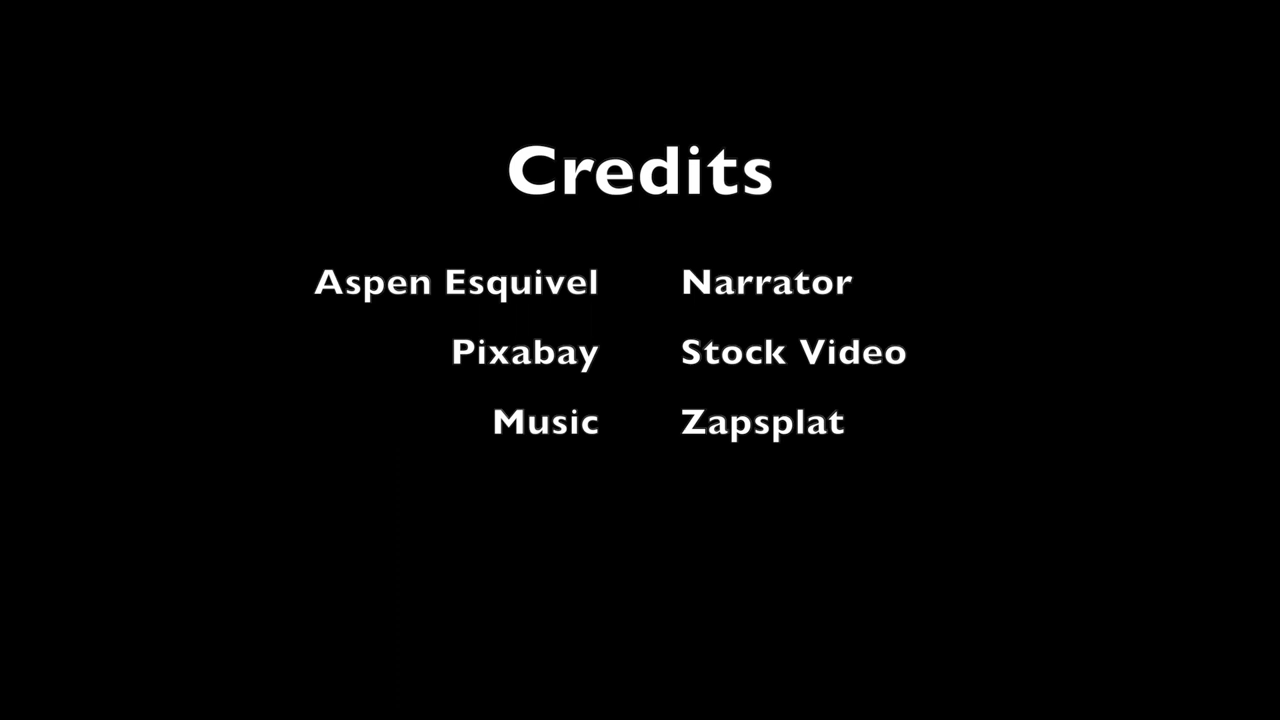 Credits
Aspen Esquivel Narrator
Pixabay Stock Video
Music Zapsplat